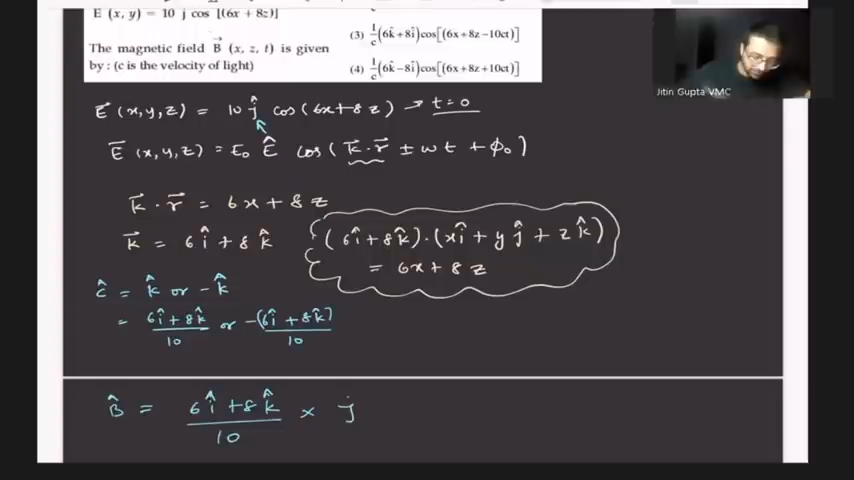 E (x, y) = 10 j cos [(6x + 8z)]
The magnetic field B⃗ (x, z, t) is given
by : (c is the velocity of light)
(3) 1/c (6k̂ + 8î) cos[(6x + 8z − 10ct)]
(4) 1/c (6k̂ − 8î) cos[(6x + 8z + 10ct)]
Jitin Gupta VMC
E⃗ (x,y,z) = 10 ĵ cos (6x + 8z) → t=0
E⃗ (x,y,z) = E₀ Ê cos ( k⃗ . r⃗ ± ωt + ϕ₀ )
k⃗ . r⃗ = 6x + 8z
k⃗ = 6î + 8k̂
( 6î + 8k̂ ) . ( xî + yĵ + zk̂ )
= 6x + 8z
ĉ = k̂ or − k̂
= 6î + 8k̂ / 10 or −(6î + 8k̂) / 10
B̂ = 6î + 8k̂ / 10 × j